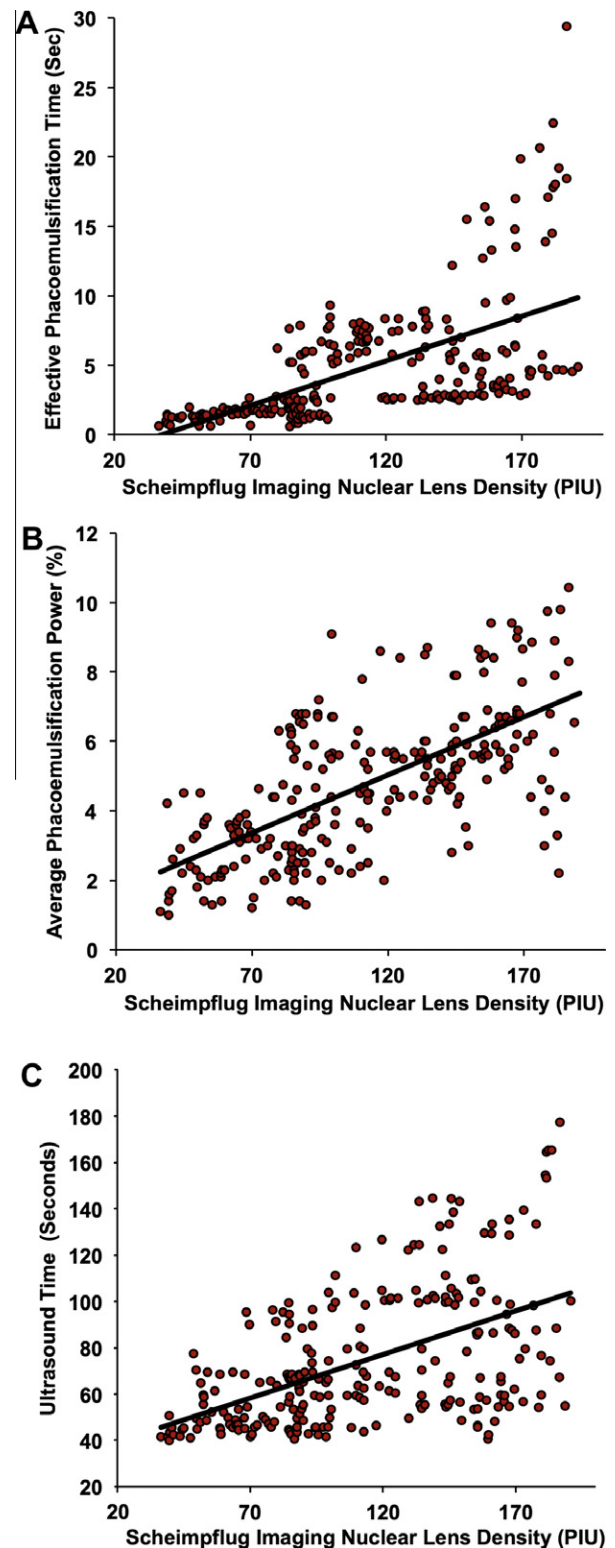 A
Effective Phacoemulsification Time (Sec)
30
25
20
15
10
5
0
20 70 120 170
Scheimpflug Imaging Nuclear Lens Density (PIU)
B
Average Phacoemulsification Power (%)
12
10
8
6
4
2
0
20 70 120 170
Scheimpflug Imaging Nuclear Lens Density (PIU)
C
Ultrasound Time (Seconds)
200
180
160
140
120
100
80
60
40
20
20 70 120 170
Scheimpflug Imaging Nuclear Lens Density (PIU)